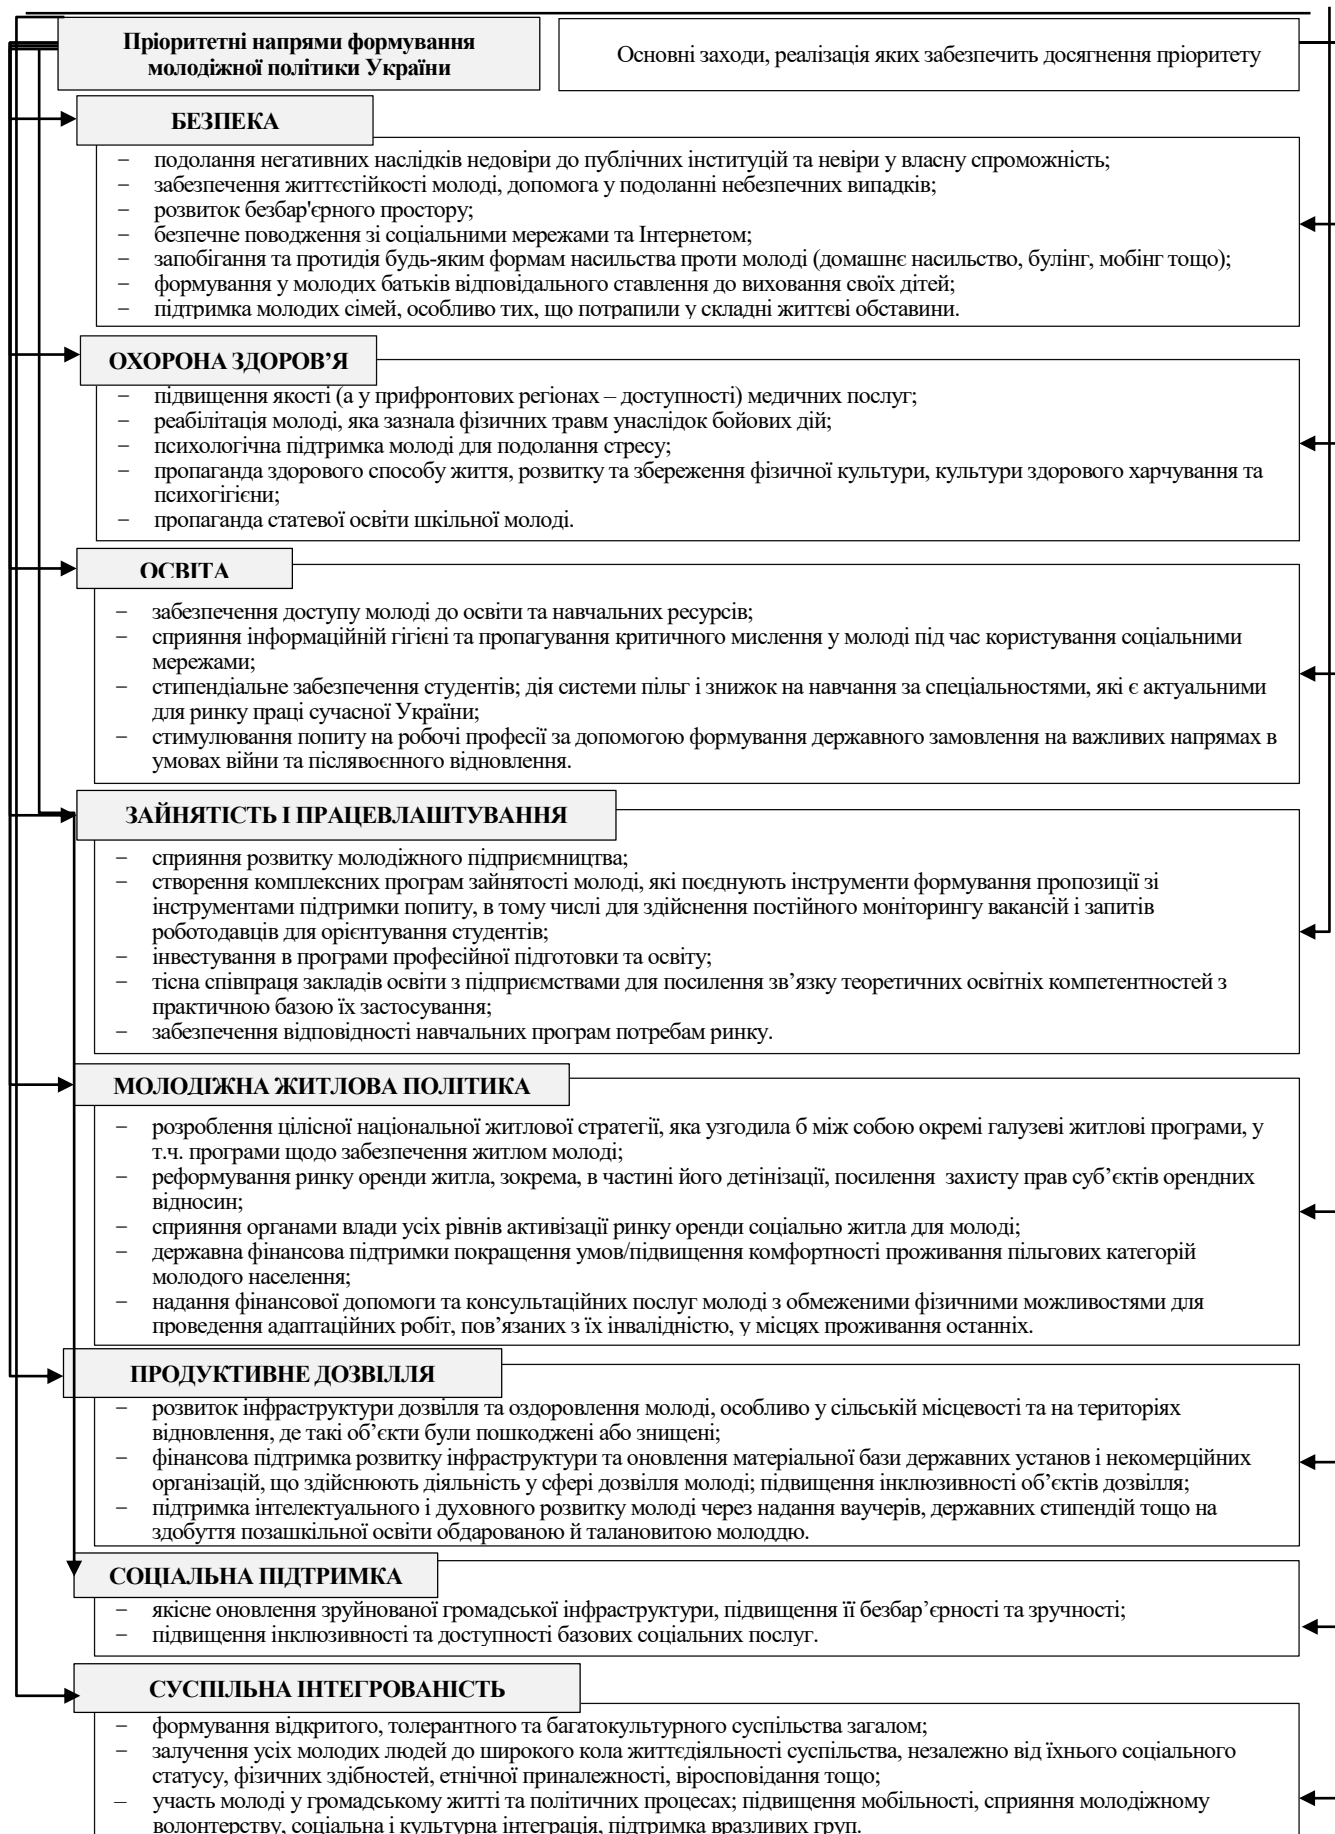 Пріоритетні напрями формування
молодіжної політики України
Основні заходи, реалізація яких забезпечить досягнення пріоритету
БЕЗПЕКА
– подолання негативних наслідків недовіри до публічних інституцій та невіри у власну спроможність;
– забезпечення життєстійкості молоді, допомога у подоланні небезпечних випадків;
– розвиток безбар'єрного простору;
– безпечне поводження зі соціальними мережами та Інтернетом;
– запобігання та протидія будь-яким формам насильства проти молоді (домашнє насильство, булінг, мобінг тощо);
– формування у молодих батьків відповідального ставлення до виховання своїх дітей;
– підтримка молодих сімей, особливо тих, що потрапили у складні життєві обставини.
ОХОРОНА ЗДОРОВ’Я
– підвищення якості (а у прифронтових регіонах – доступності) медичних послуг;
– реабілітація молоді, яка зазнала фізичних травм унаслідок бойових дій;
– психологічна підтримка молоді для подолання стресу;
– пропаганда здорового способу життя, розвитку та збереження фізичної культури, культури здорового харчування та
психогігієни;
– пропаганда статевої освіти шкільної молоді.
ОСВІТА
– забезпечення доступу молоді до освіти та навчальних ресурсів;
– сприяння інформаційній гігієні та пропагування критичного мислення у молоді під час користування соціальними
мережами;
– стипендіальне забезпечення студентів; дія системи пільг і знижок на навчання за спеціальностями, які є актуальними
для ринку праці сучасної України;
– стимулювання попиту на робочі професії за допомогою формування державного замовлення на важливих напрямах в
умовах війни та післявоєнного відновлення.
ЗАЙНЯТІСТЬ І ПРАЦЕВЛАШТУВАННЯ
– сприяння розвитку молодіжного підприємництва;
– створення комплексних програм зайнятості молоді, які поєднують інструменти формування пропозиції зі
інструментами підтримки попиту, в тому числі для здійснення постійного моніторингу вакансій і запитів
роботодавців для орієнтування студентів;
– інвестування в програми професійної підготовки та освіту;
– тісна співпраця закладів освіти з підприємствами для посилення зв’язку теоретичних освітніх компетентностей з
практичною базою їх застосування;
– забезпечення відповідності навчальних програм потребам ринку.
МОЛОДІЖНА ЖИТЛОВА ПОЛІТИКА
– розроблення цілісної національної житлової стратегії, яка узгодила б між собою окремі галузеві житлові програми, у
т.ч. програми щодо забезпечення житлом молоді;
– реформування ринку оренди житла, зокрема, в частині його детінізації, посилення захисту прав суб’єктів орендних
відносин;
– сприяння органами влади усіх рівнів активізації ринку оренди соціально житла для молоді;
– державна фінансова підтримки покращення умов/підвищення комфортності проживання пільгових категорій
молодого населення;
– надання фінансової допомоги та консультаційних послуг молоді з обмеженими фізичними можливостями для
проведення адаптаційних робіт, пов’язаних з їх інвалідністю, у місцях проживання останніх.
ПРОДУКТИВНЕ ДОЗВІЛЛЯ
– розвиток інфраструктури дозвілля та оздоровлення молоді, особливо у сільській місцевості та на територіях
відновлення, де такі об’єкти були пошкоджені або знищені;
– фінансова підтримка розвитку інфраструктури та оновлення матеріальної бази державних установ і некомерційних
організацій, що здійснюють діяльність у сфері дозвілля молоді; підвищення інклюзивності об’єктів дозвілля;
– підтримка інтелектуального і духовного розвитку молоді через надання ваучерів, державних стипендій тощо на
здобуття позашкільної освіти обдарованою й талановитою молоддю.
СОЦІАЛЬНА ПІДТРИМКА
– якісне оновлення зруйнованої громадської інфраструктури, підвищення її безбар’єрності та зручності;
– підвищення інклюзивності та доступності базових соціальних послуг.
СУСПІЛЬНА ІНТЕГРОВАНІСТЬ
– формування відкритого, толерантного та багатокультурного суспільства загалом;
– залучення усіх молодих людей до широкого кола життєдіяльності суспільства, незалежно від їхнього соціального
статусу, фізичних здібностей, етнічної приналежності, віросповідання тощо;
– участь молоді у громадському житті та політичних процесах; підвищення мобільності, сприяння молодіжному
волонтерству, соціальна і культурна інтеграція, підтримка вразливих груп.